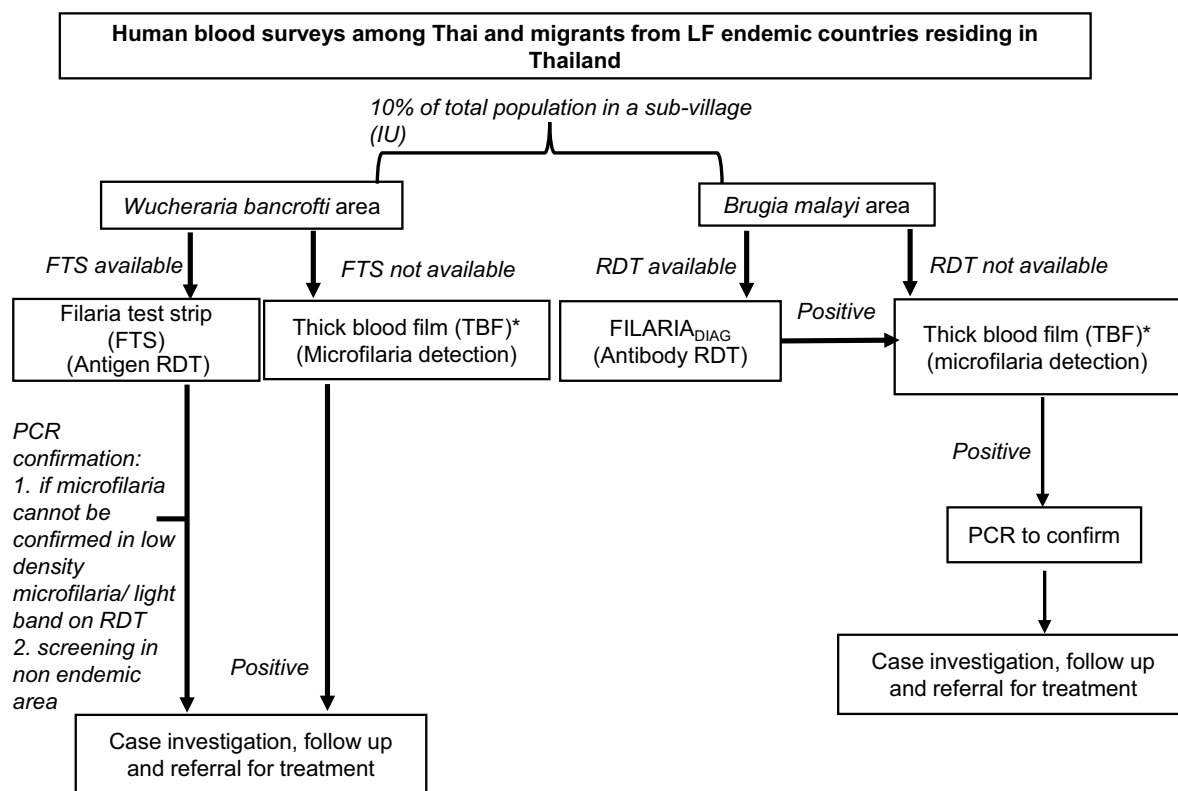 Human blood surveys among Thai and migrants from LF endemic countries residing in
Thailand
10% of total population in a sub-village
(IU)
Wucheraria bancrofti area
Brugia malayi area
FTS available
FTS not available
RDT available
RDT not available
Filaria test strip
(FTS)
(Antigen RDT)
Thick blood film (TBF)*
(Microfilaria detection)
FILARIADIAG
(Antibody RDT)
Positive
Thick blood film (TBF)*
(microfilaria detection)
PCR
confirmation:
1. if microfilaria
cannot be
confirmed in low
density
microfilaria/ light
band on RDT
2. screening in
non endemic
area
Positive
Positive
PCR to confirm
Case investigation, follow up
and referral for treatment
Case investigation, follow up
and referral for treatment